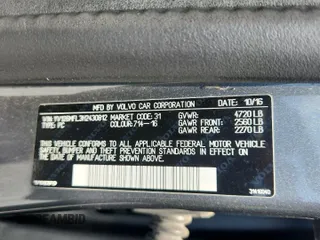 MFD. BY VOLVO CAR CORPORATION DATE: 10/16
VIN: YV126MFL3H2430812 MARKET CODE: 31 GVWR: 4720 LB
TYPE: PC COLOUR: 714-16 GAWR FRONT: 2560 LB
GAWR REAR: 2270 LB
THIS VEHICLE CONFORMS TO ALL APPLICABLE FEDERAL MOTOR VEHICLE
SAFETY, BUMPER, AND THEFT PREVENTION STANDARDS IN EFFECT
ON THE DATE OF MANUFACTURE SHOWN ABOVE.